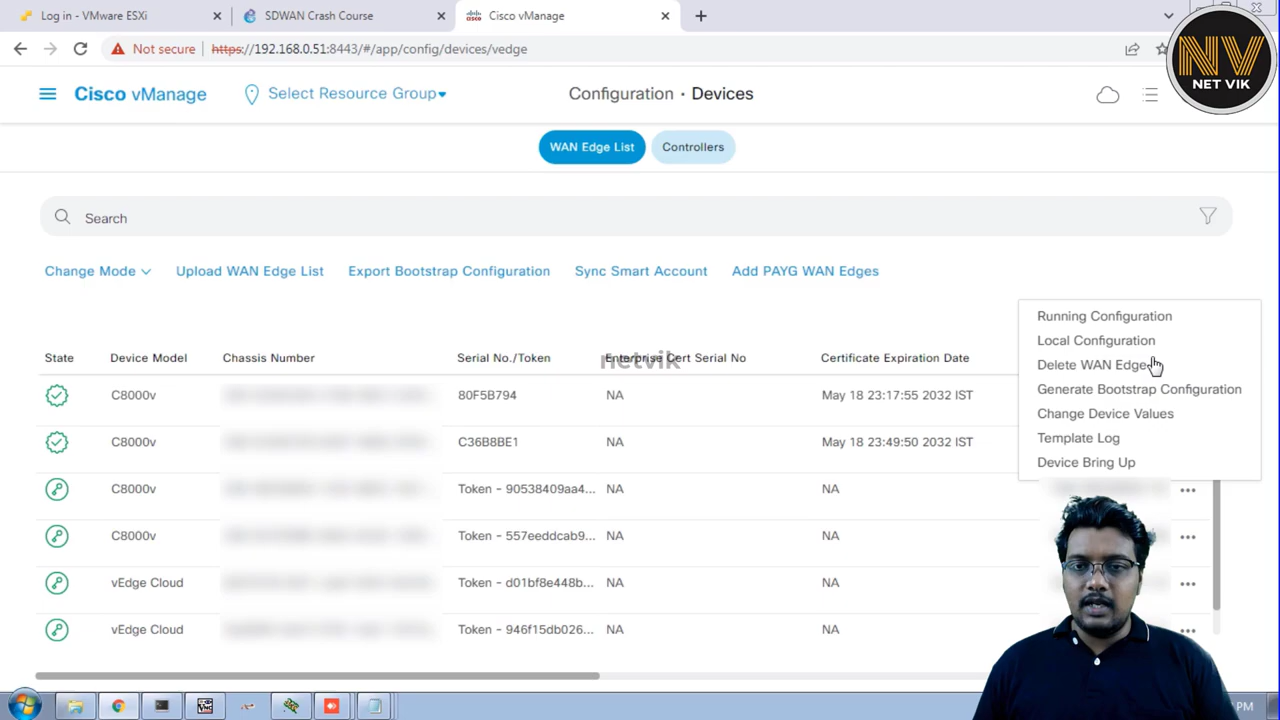 Log in - VMware ESXi
SDWAN Crash Course
Cisco vManage
Not secure https://192.168.0.51:8443/#/app/config/devices/vedge
NV
NET VIK
Cisco vManage
Select Resource Group
Configuration · Devices
WAN Edge List
Controllers
Search
Change Mode
Upload WAN Edge List
Export Bootstrap Configuration
Sync Smart Account
Add PAYG WAN Edges
Running Configuration
Local Configuration
Delete WAN Edge
Generate Bootstrap Configuration
Change Device Values
Template Log
Device Bring Up
State Device Model Chassis Number Serial No./Token Enterprise Cert Serial No Certificate Expiration Date
netvik
C8000v 80F5B794 NA May 18 23:17:55 2032 IST
C8000v C36B8BE1 NA May 18 23:49:50 2032 IST
C8000v Token - 90538409aa4... NA NA
C8000v Token - 557eeddcab9... NA NA
vEdge Cloud Token - d01bf8e448b... NA NA
vEdge Cloud Token - 946f15db026... NA NA
PM